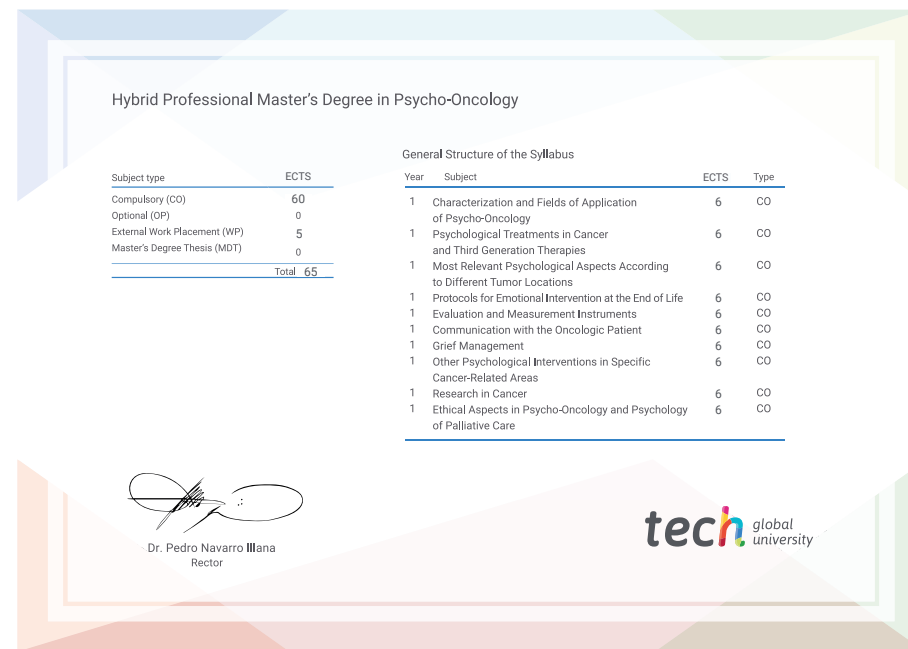 Hybrid Professional Master's Degree in Psycho-Oncology
Subject type ECTS
Compulsory (CO) 60
Optional (OP) 0
External Work Placement (WP) 5
Master's Degree Thesis (MDT) 0
Total 65
General Structure of the Syllabus
Year Subject ECTS Type
1 Characterization and Fields of Application 6 CO
of Psycho-Oncology
1 Psychological Treatments in Cancer 6 CO
and Third Generation Therapies
1 Most Relevant Psychological Aspects According 6 CO
to Different Tumor Locations
1 Protocols for Emotional Intervention at the End of Life 6 CO
1 Evaluation and Measurement Instruments 6 CO
1 Communication with the Oncologic Patient 6 CO
1 Grief Management 6 CO
1 Other Psychological Interventions in Specific 6 CO
Cancer-Related Areas
1 Research in Cancer 6 CO
1 Ethical Aspects in Psycho-Oncology and Psychology 6 CO
of Palliative Care
Dr. Pedro Navarro Illana
Rector
tech global
university